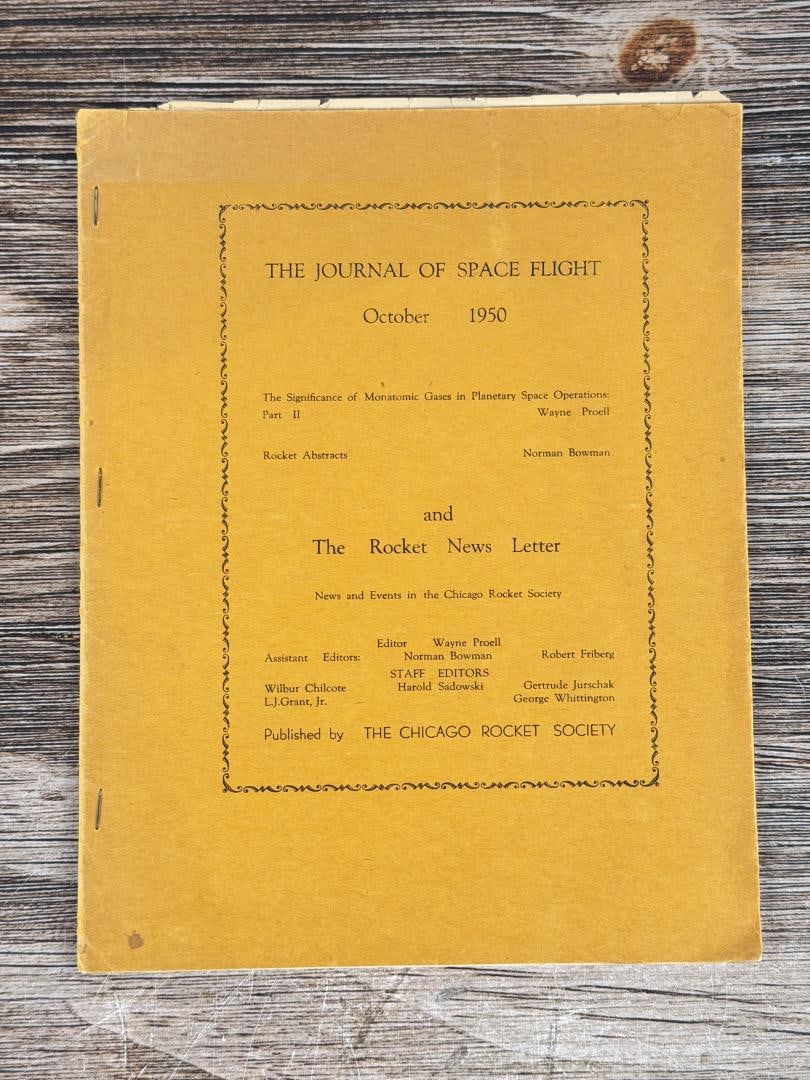 THE JOURNAL OF SPACE FLIGHT
October 1950
The Significance of Monatomic Gases in Planetary Space Operations:
Part II Wayne Proell
Rocket Abstracts Norman Bowman
and
The Rocket News Letter
News and Events in the Chicago Rocket Society
Editor Wayne Proell
Assistant Editors: Norman Bowman Robert Friberg
STAFF EDITORS
Wilbur Chilcote Harold Sadowski Gertrude Jurschak
L.J.Grant, Jr. George Whittington
Published by THE CHICAGO ROCKET SOCIETY